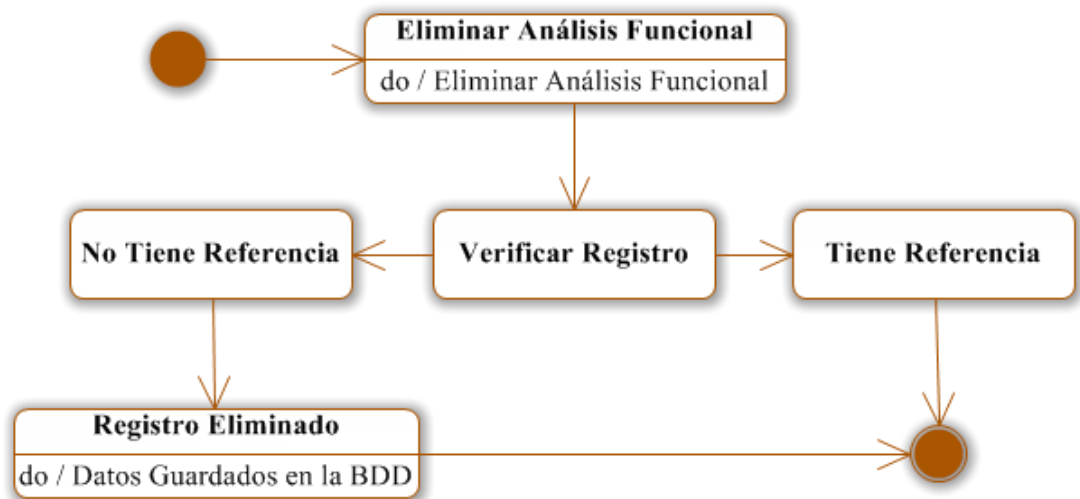 Eliminar Análisis Funcional
do / Eliminar Análisis Funcional
No Tiene Referencia
Verificar Registro
Tiene Referencia
Registro Eliminado
do / Datos Guardados en la BDD